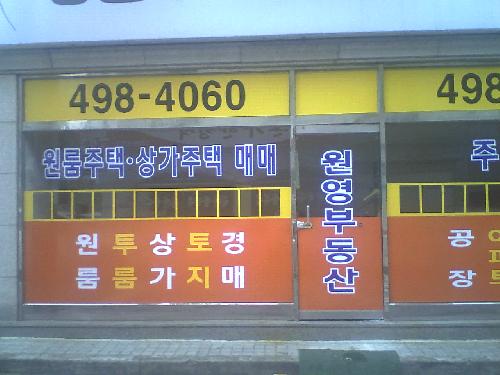 498-4060
498
원룸주택·상가주택 매매
원영부동산
주
원 투 상 토 경
룸 룸 가 지 매
공
장